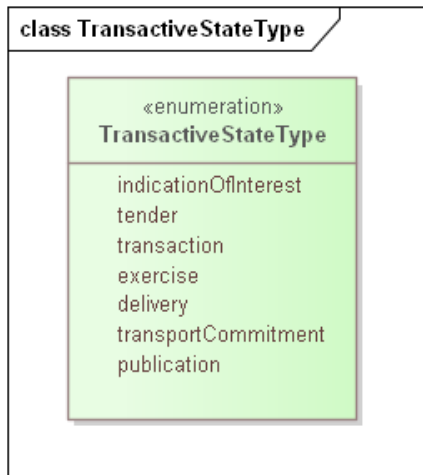 class TransactiveStateType
«enumeration»
TransactiveStateType
indicationOfInterest
tender
transaction
exercise
delivery
transportCommitment
publication